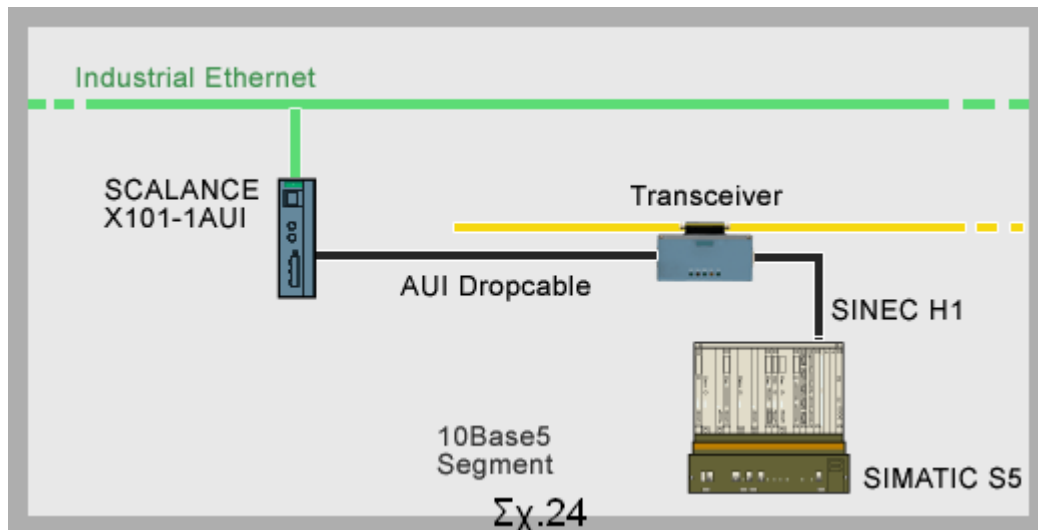 Industrial Ethernet
SCALANCE
X101-1AUI
Transceiver
AUI Dropcable
SINEC H1
10Base5
Segment
SIMATIC S5
Σχ.24